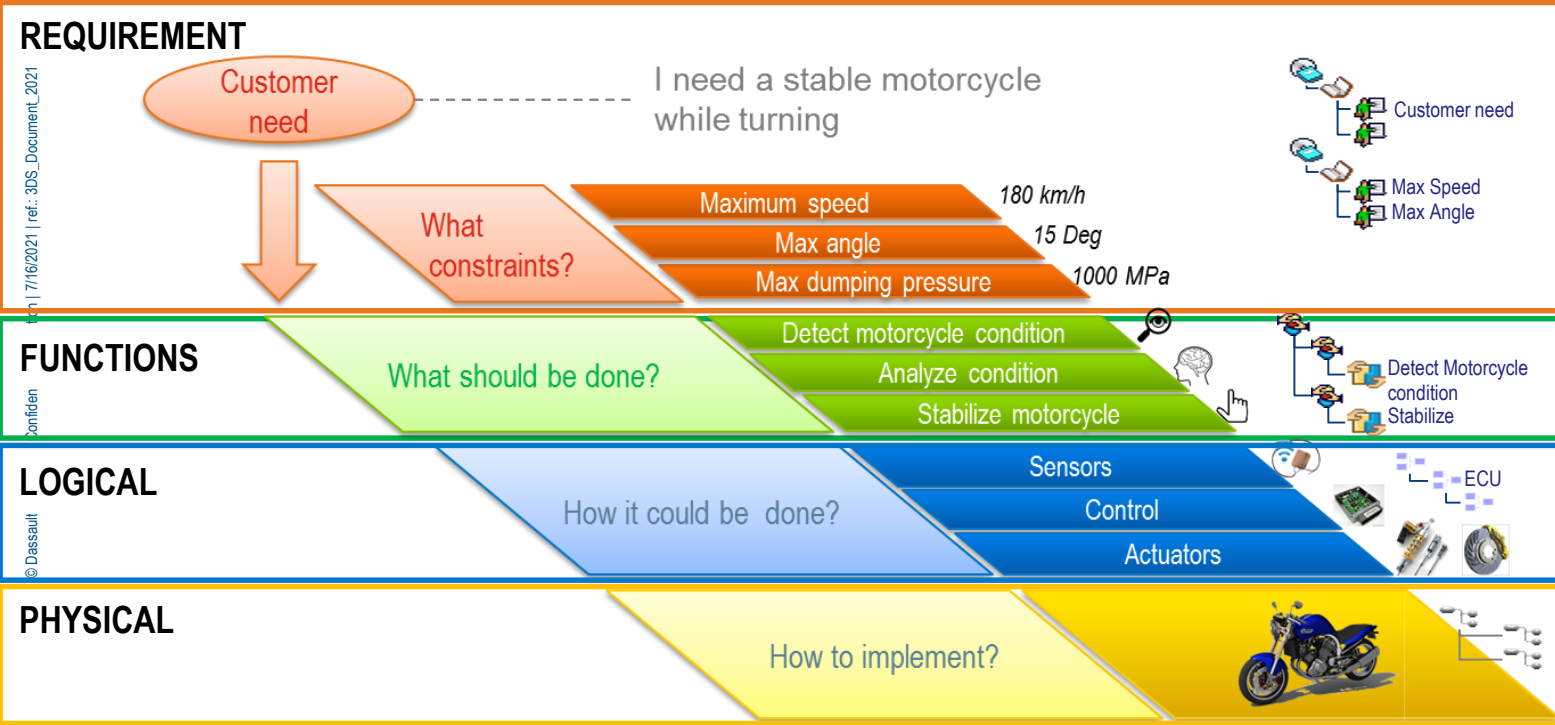 REQUIREMENT
Customer
need
I need a stable motorcycle
while turning
Customer need
What
constraints?
Maximum speed
180 km/h
Max angle
15 Deg
Max dumping pressure
1000 MPa
Max Speed
Max Angle
FUNCTIONS
What should be done?
Detect motorcycle condition
Analyze condition
Stabilize motorcycle
Detect Motorcycle
condition
Stabilize
LOGICAL
How it could be done?
Sensors
Control
Actuators
ECU
PHYSICAL
How to implement?
© Dassault
Confiden
tion | 7/16/2021 | ref.: 3DS_Document_2021